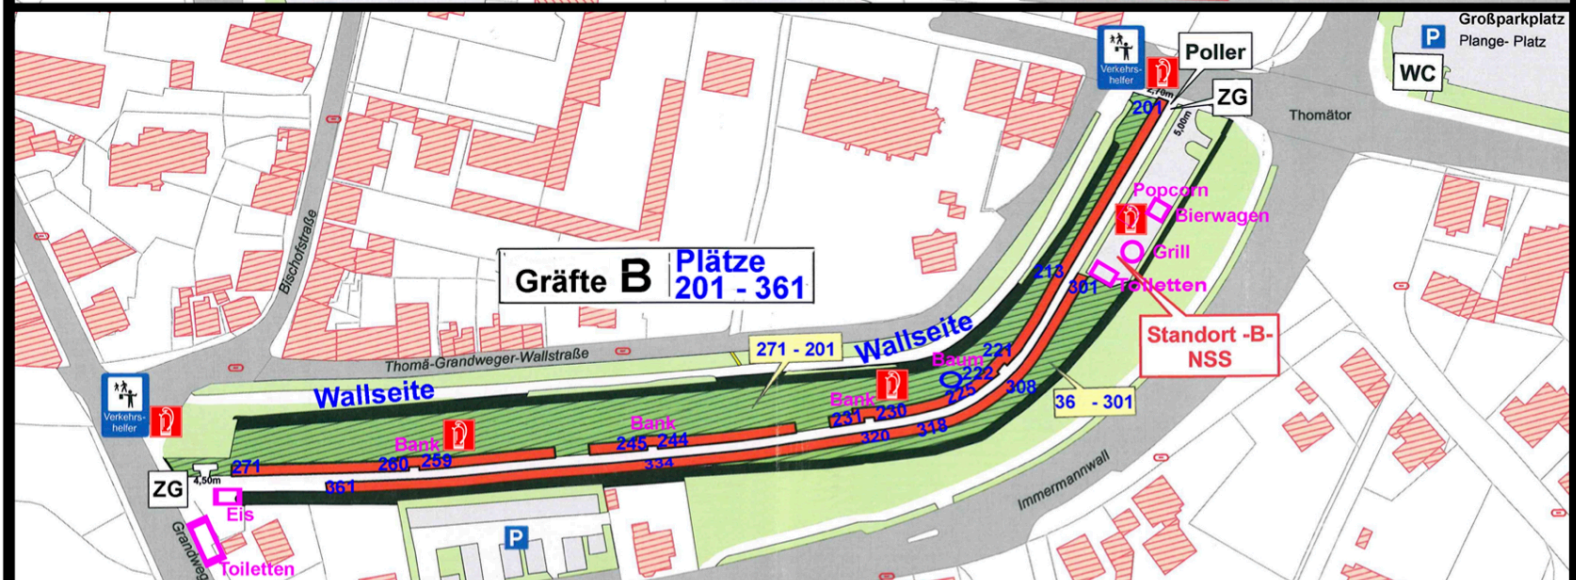 Großparkplatz
P Plange- Platz
WC
Poller
ZG
Verkehrs-
helfer
2,70m
201
5,00m
Thomätor
Popcorn
Bierwagen
Grill
Toiletten
213
301
Standort -B-
NSS
Bischofstraße
Gräfte B
Plätze
201 - 361
Thomä-Grandweger-Wallstraße
Wallseite
Wallseite
271 - 201
Baum
221
222
225
308
36 - 301
Bank
231 230
320
318
Bank
245 244
334
Bank
260 259
271
361
Verkehrs-
helfer
ZG
4,50m
Eis
Toiletten
Grandweg
P
Immermannwall